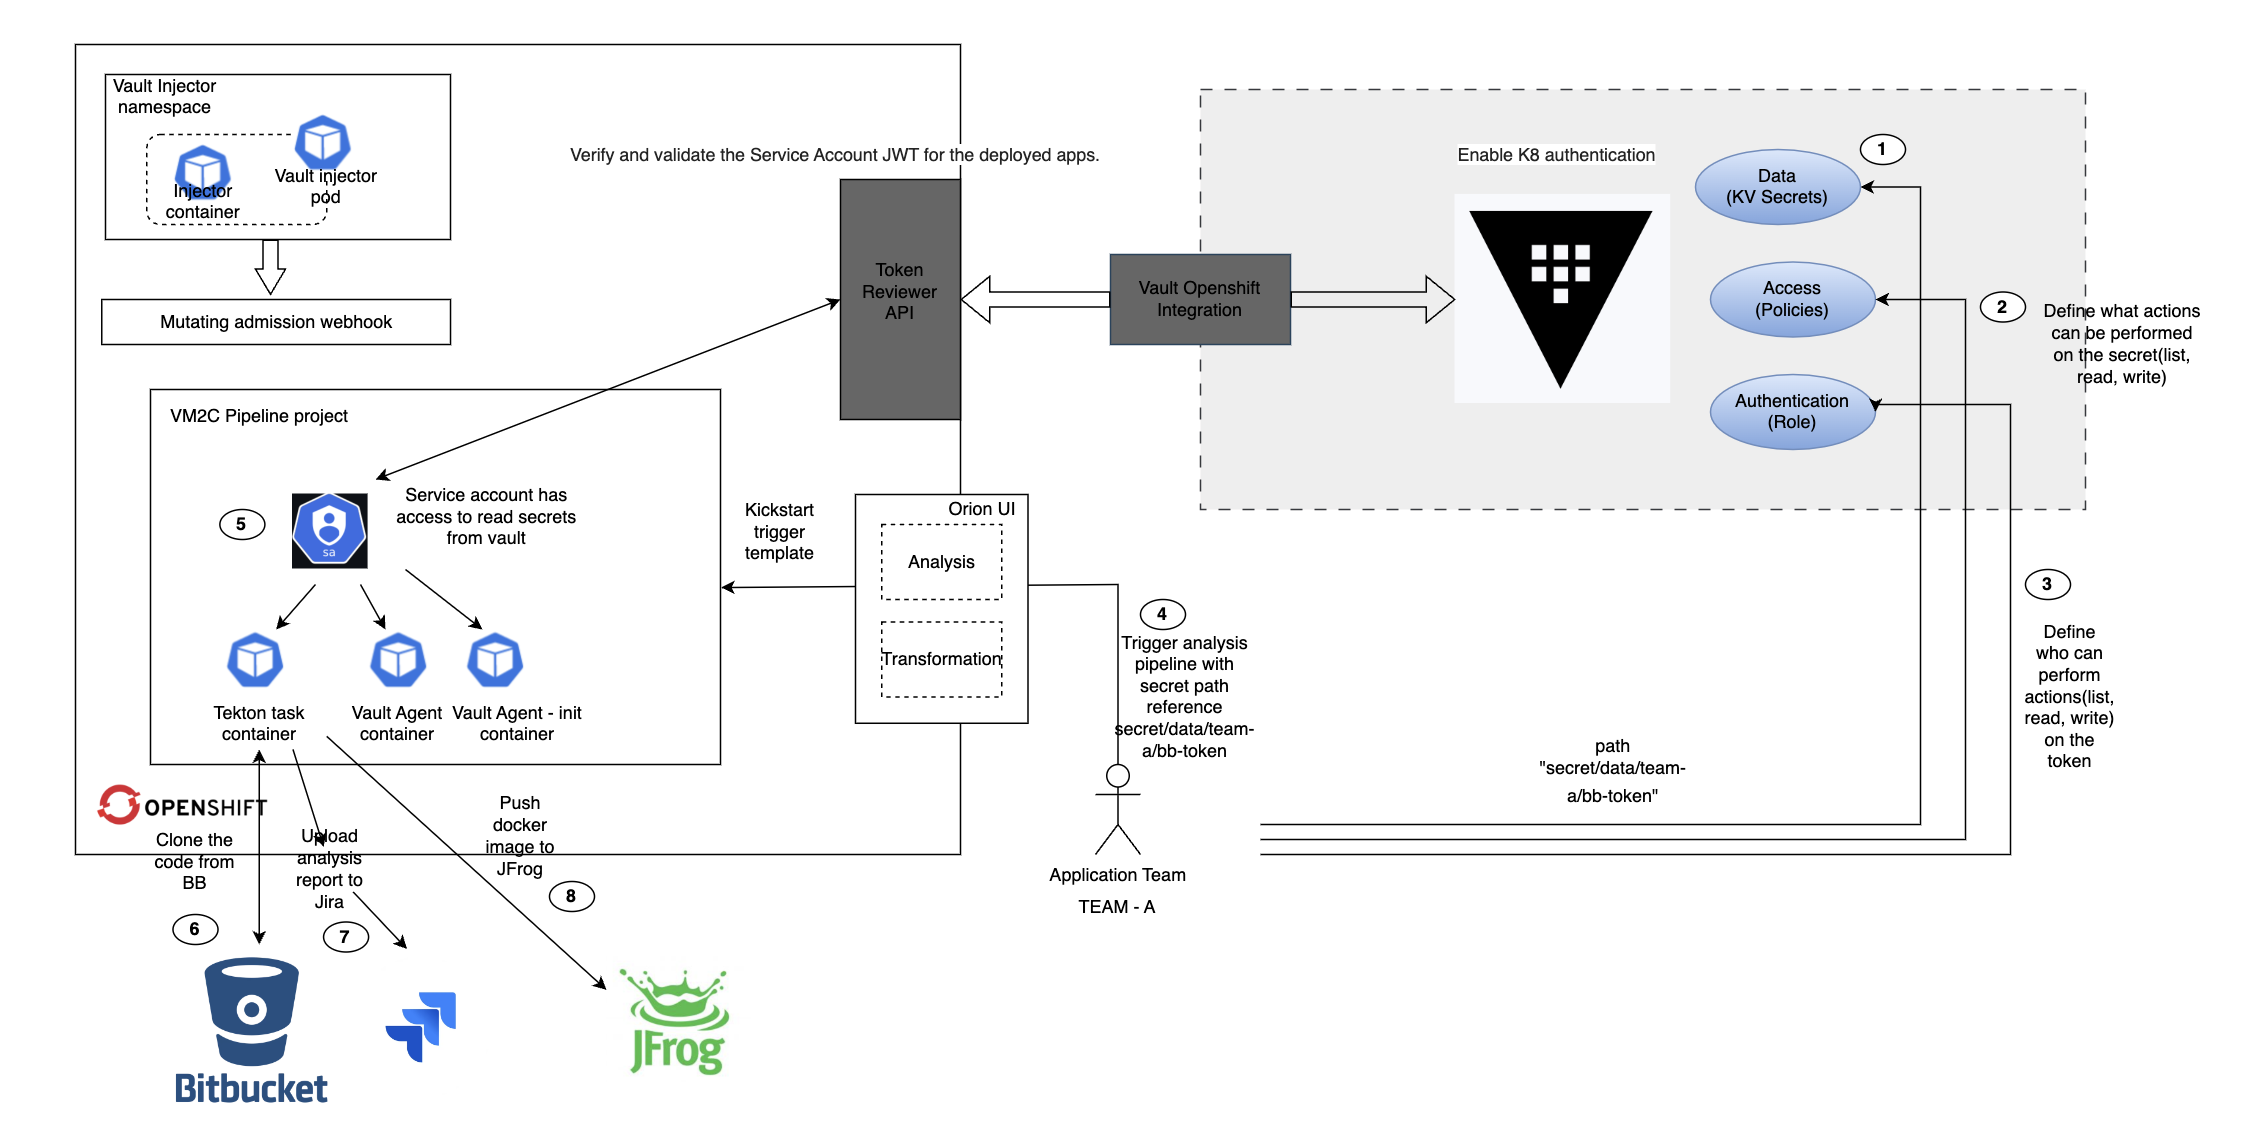 Vault Injector
namespace
Injector
container
Vault injector
pod
Mutating admission webhook
Verify and validate the Service Account JWT for the deployed apps.
Token
Reviewer
API
Vault Openshift
Integration
Enable K8 authentication
Data
(KV Secrets)
1
Access
(Policies)
2
Define what actions
can be performed
on the secret(list,
read, write)
Authentication
(Role)
3
Define
who can
perform
actions(list,
read, write)
on the
token
VM2C Pipeline project
5
sa
Service account has
access to read secrets
from vault
Tekton task
container
Vault Agent
container
Vault Agent - init
container
Kickstart
trigger
template
Orion UI
Analysis
Transformation
4
Trigger analysis
pipeline with
secret path
reference
secret/data/team-
a/bb-token
path
"secret/data/team-
a/bb-token"
Application Team
TEAM - A
OPENSHIFT
Clone the
code from
BB
6
Upload
analysis
report to
Jira
7
Push
docker
image to
JFrog
8
Bitbucket
JFrog